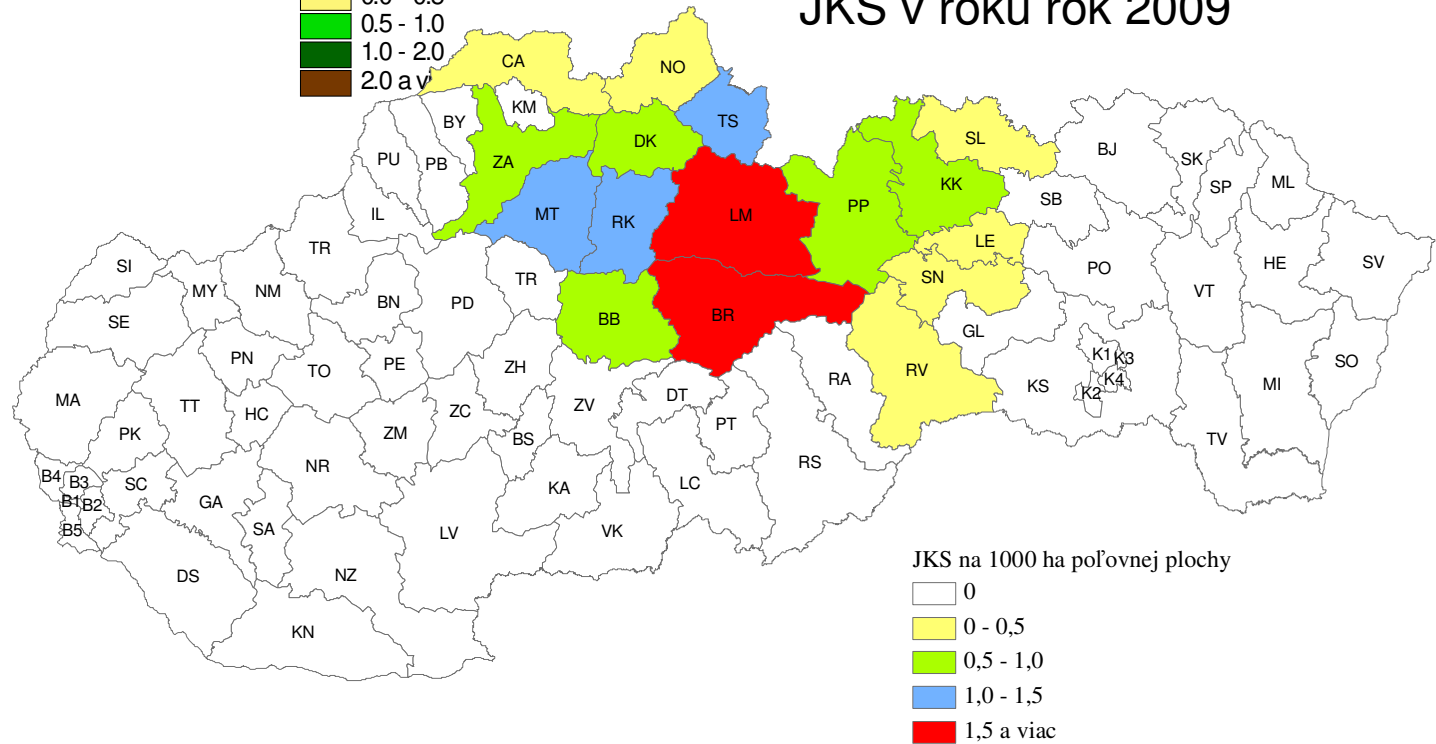 JKS v roku rok 2009
0.5 - 1.0
1.0 - 2.0
2.0 a v
CA
NO
KM
TS
BY
DK
SL
BJ
PU
PB
ZA
SK
SP
ML
KK
SB
IL
MT
RK
LM
PP
TR
LE
SI
MY
NM
BN
PD
TR
SN
PO
VT
HE
SV
SE
BB
BR
GL
PN
TO
PE
ZH
RA
RV
KS
K1
K3
K4
K2
MI
SO
MA
TT
HC
ZC
ZV
DT
PT
PK
ZM
BS
TV
B4
B3
SC
NR
RS
B1
B2
GA
KA
LC
B5
SA
LV
VK
DS
NZ
KN
JKS na 1000 ha poľovnej plochy
0
0 - 0,5
0,5 - 1,0
1,0 - 1,5
1,5 a viac